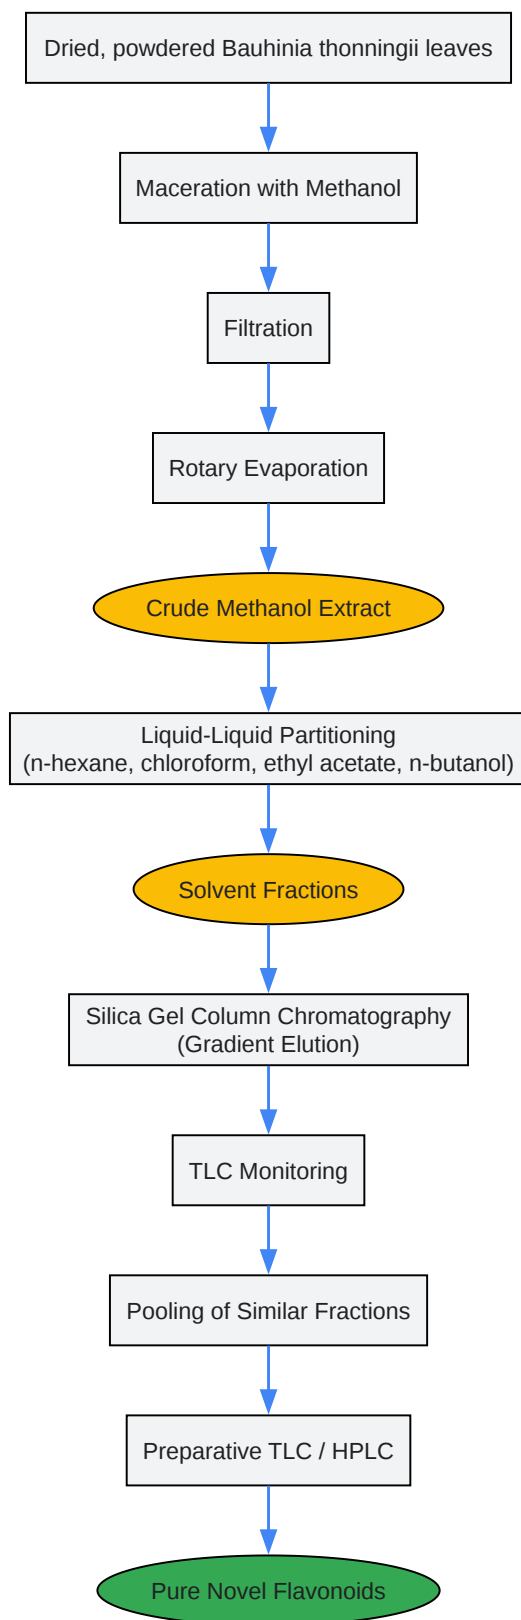 Dried, powdered Bauhinia thonningii leaves
Maceration with Methanol
Filtration
Rotary Evaporation
Crude Methanol Extract
Liquid-Liquid Partitioning
(n-hexane, chloroform, ethyl acetate, n-butanol)
Solvent Fractions
Silica Gel Column Chromatography
(Gradient Elution)
TLC Monitoring
Pooling of Similar Fractions
Preparative TLC / HPLC
Pure Novel Flavonoids